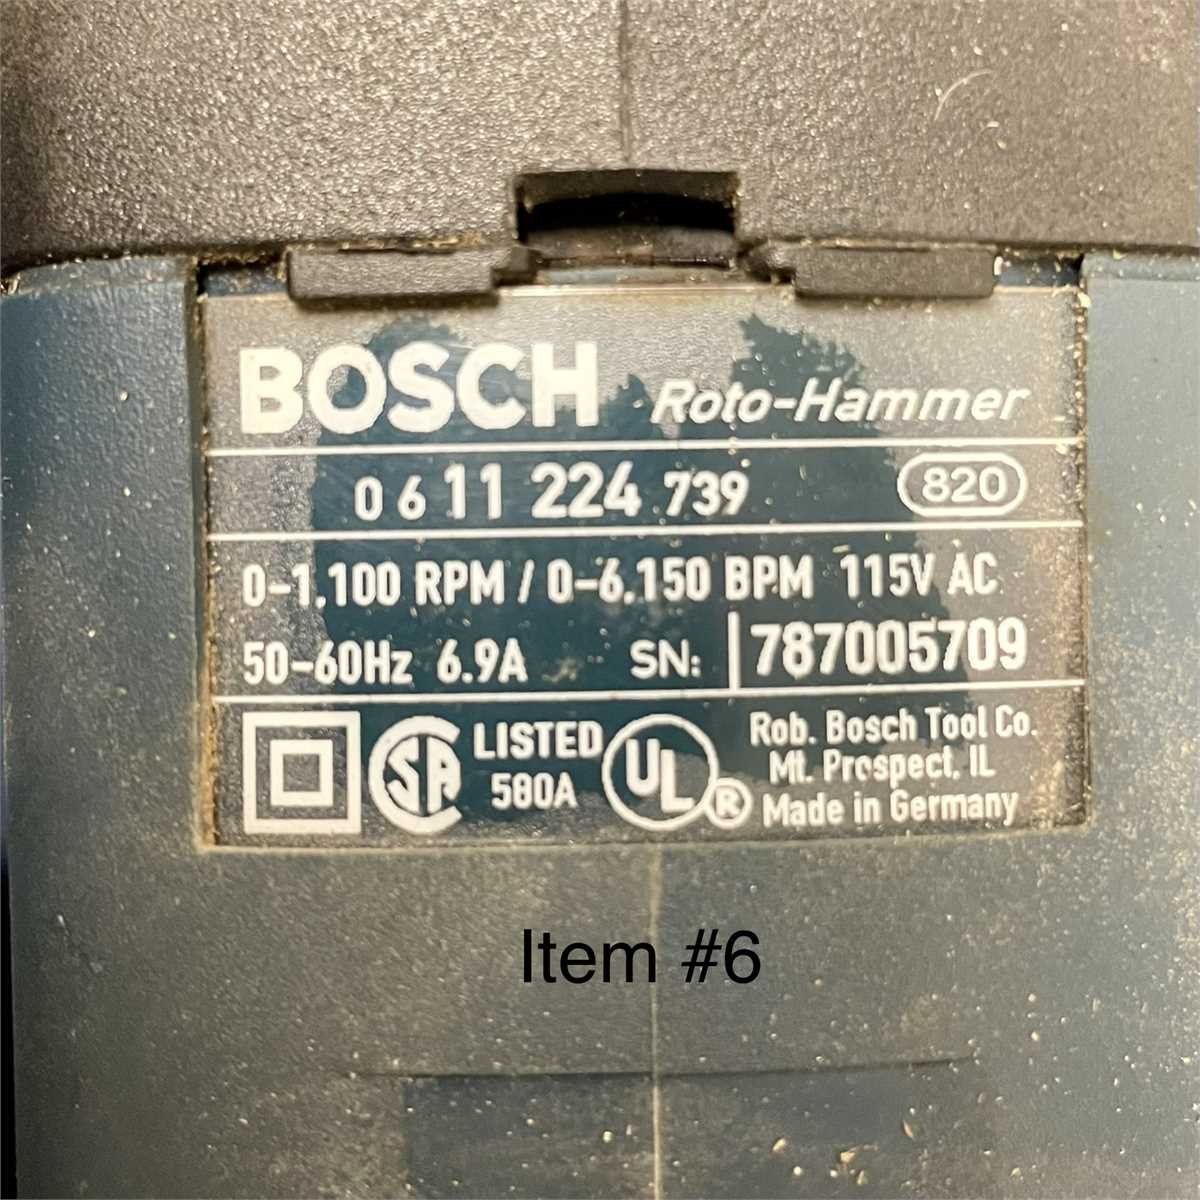 BOSCH Roto-Hammer
0 611 224 739 820
0-1.100 RPM / 0-6.150 BPM 115V AC
50-60Hz 6.9A SN: 787005709
SA LISTED 580A UL ® Rob. Bosch Tool Co.
Mt. Prospect, IL
Made in Germany
Item #6